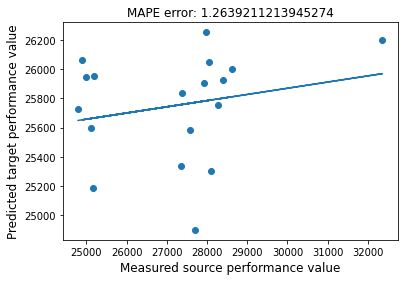 MAPE error: 1.2639211213945274
Predicted target performance value
26200
26000
25800
25600
25400
25200
25000
25000 26000 27000 28000 29000 30000 31000 32000
Measured source performance value